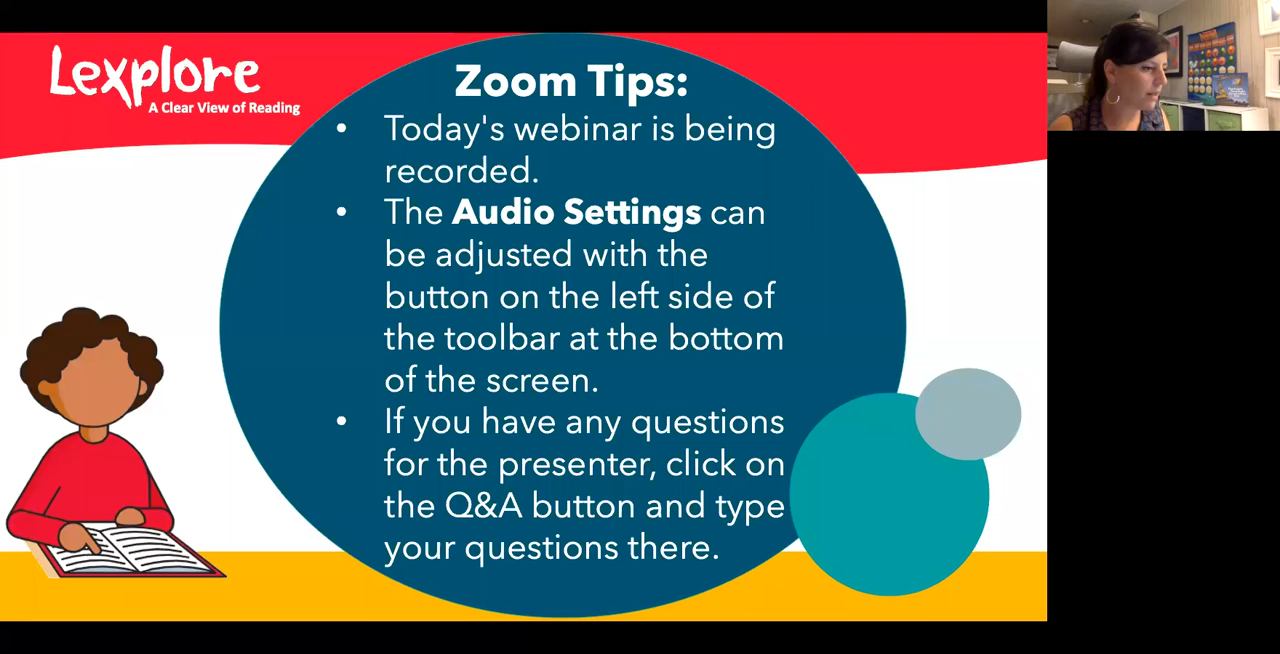 Lexplore
A Clear View of Reading
Zoom Tips:
• Today's webinar is being
recorded.
• The Audio Settings can
be adjusted with the
button on the left side of
the toolbar at the bottom
of the screen.
• If you have any questions
for the presenter, click on
the Q&A button and type
your questions there.